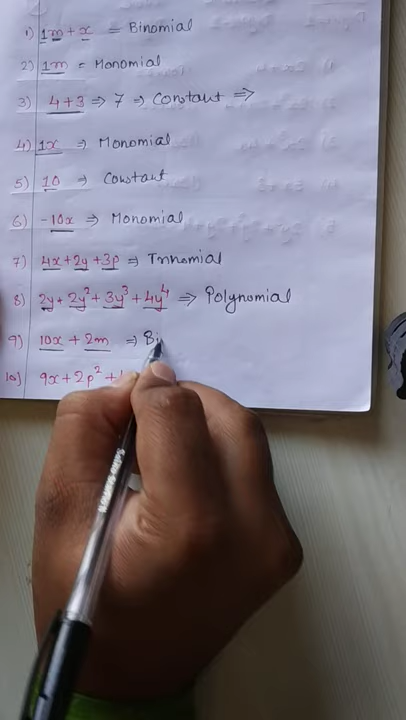 1) 1m + x = Binomial
2) 1m = Monomial
3) 4+3 ⇒ 7 ⇒ Constant ⇒
4) 1x ⇒ Monomial
5) 10 ⇒ Constant
6) -10x ⇒ Monomial
7) 4x+2y+3p ⇒ Trinomial
8) 2y+2y²+3y³+4y⁴ ⇒ Polynomial
9) 10x + 2m ⇒ Bi
10) 9x+2p²+